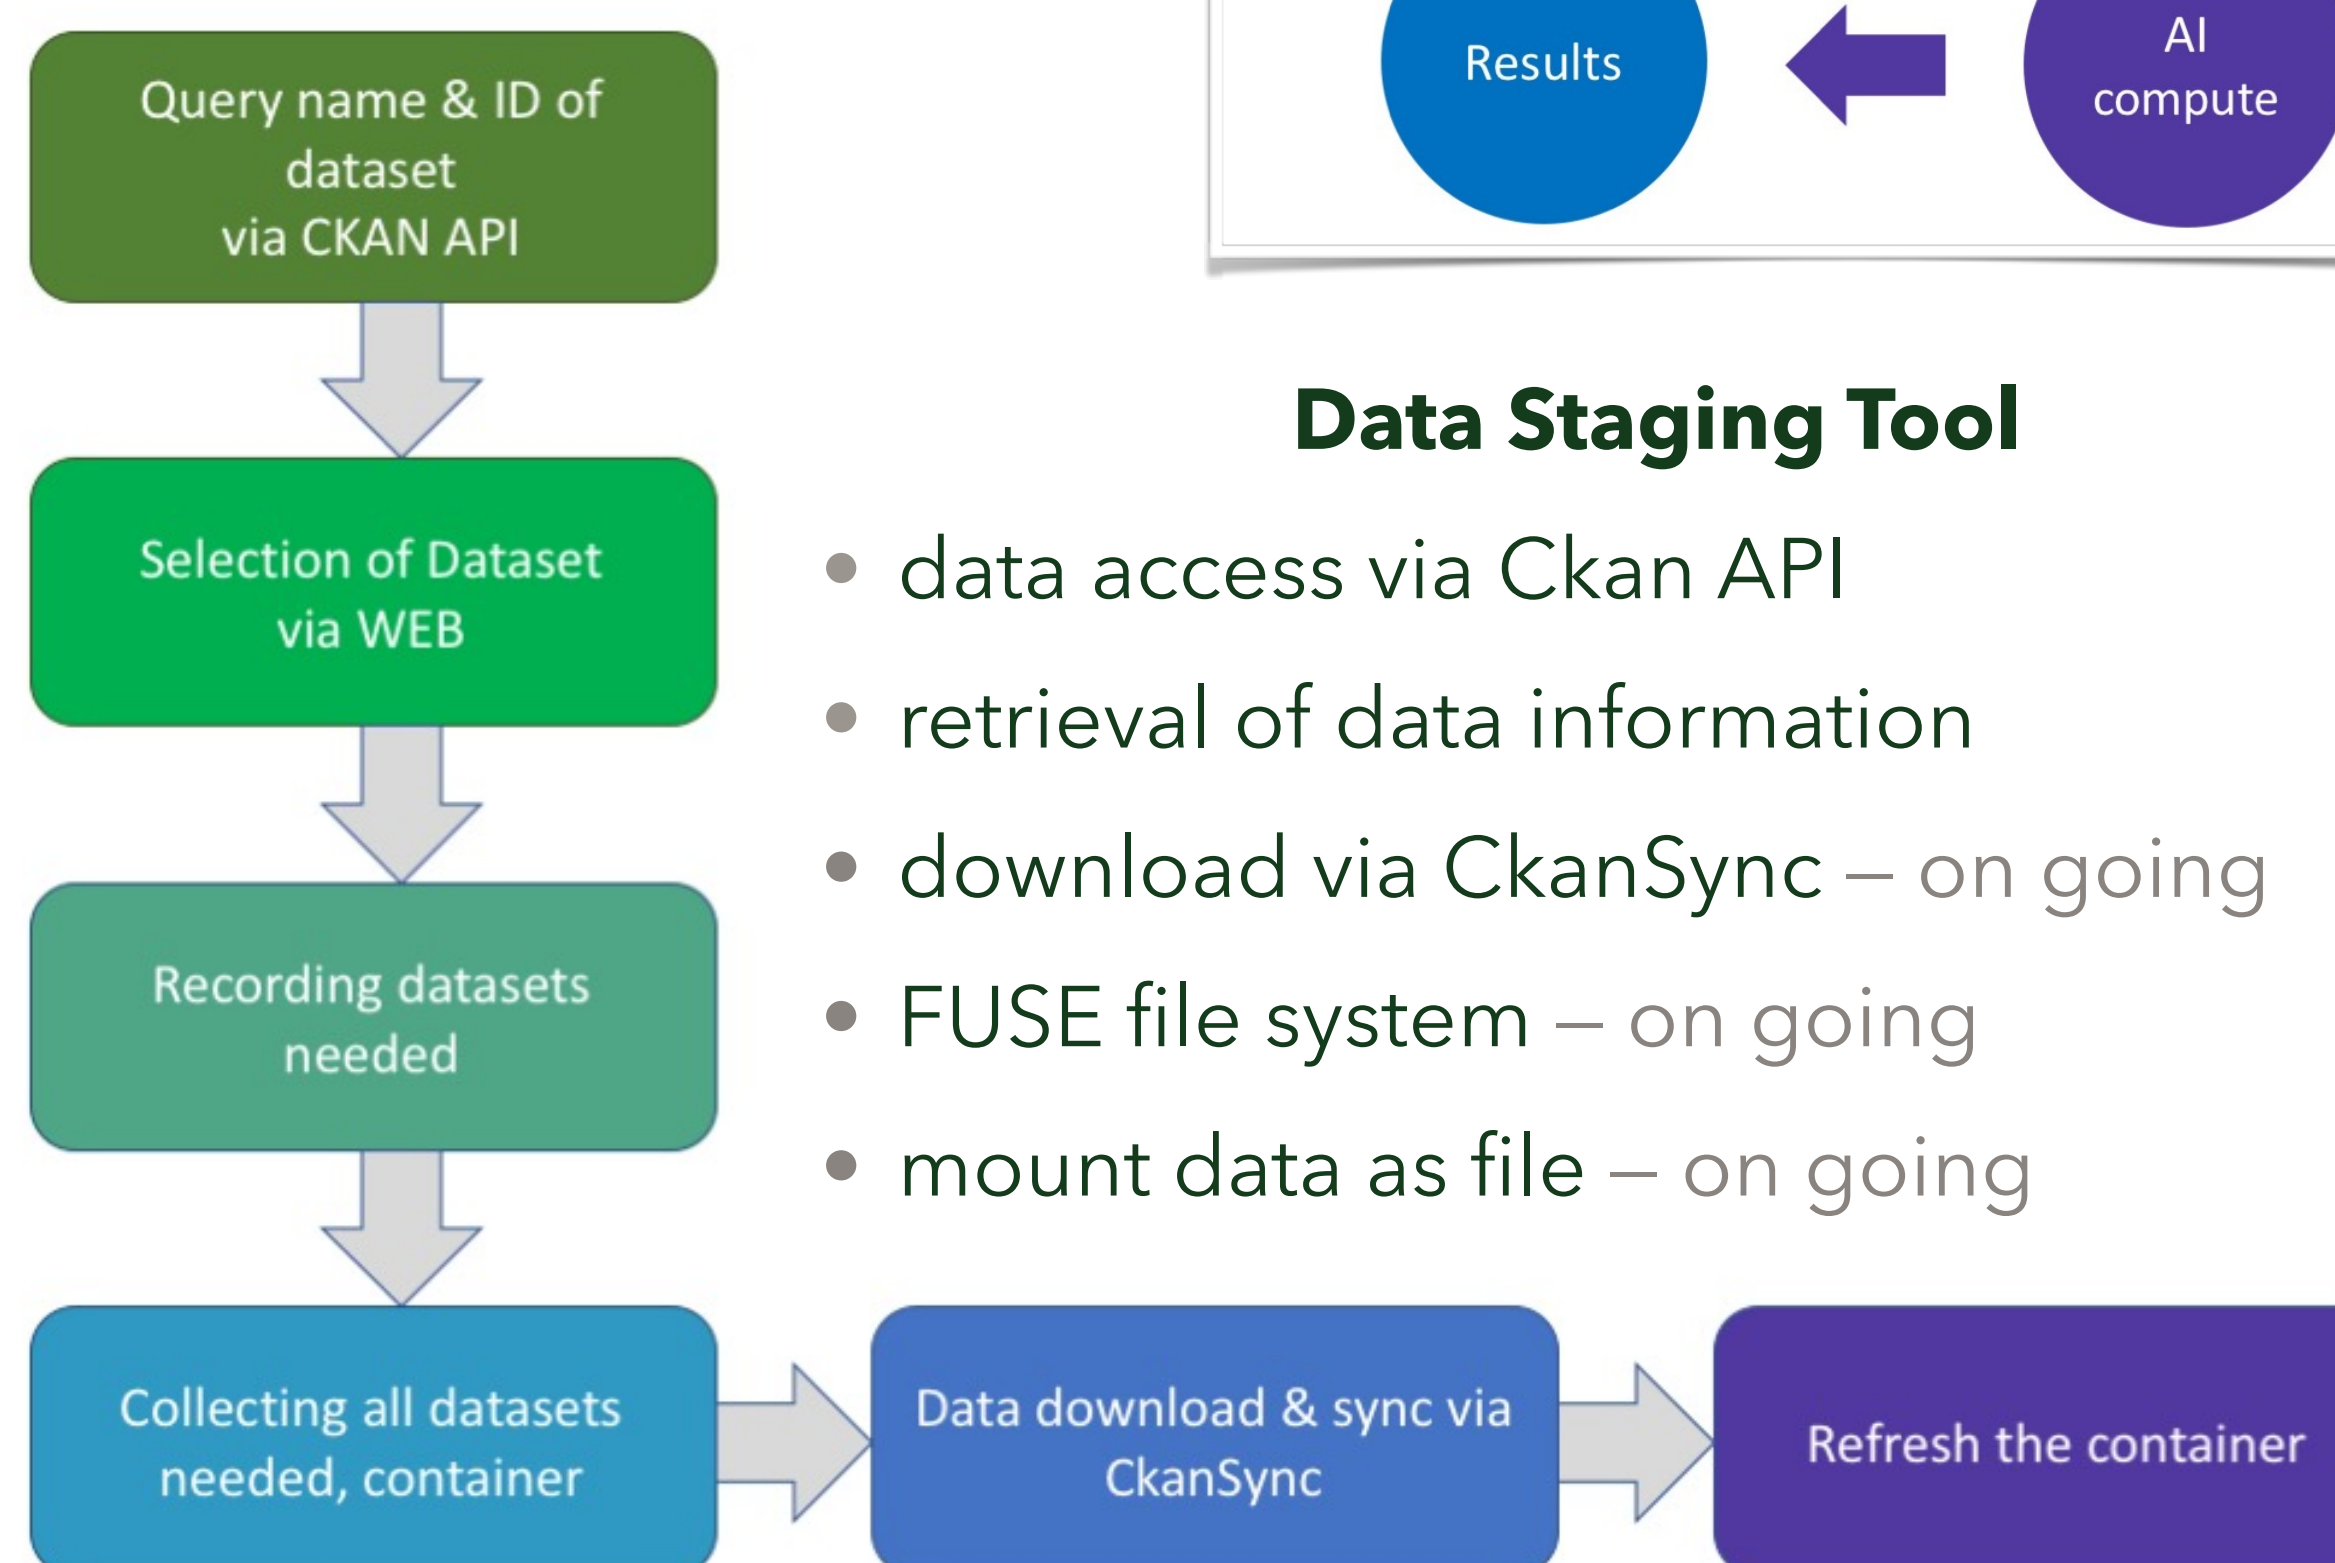 Query name & ID of
dataset
via CKAN API
Results
AI
compute
Selection of Dataset
via WEB
Recording datasets
needed
Data Staging Tool
• data access via Ckan API
• retrieval of data information
• download via CkanSync – on going
• FUSE file system – on going
• mount data as file – on going
Collecting all datasets
needed, container
Data download & sync via
CkanSync
Refresh the container